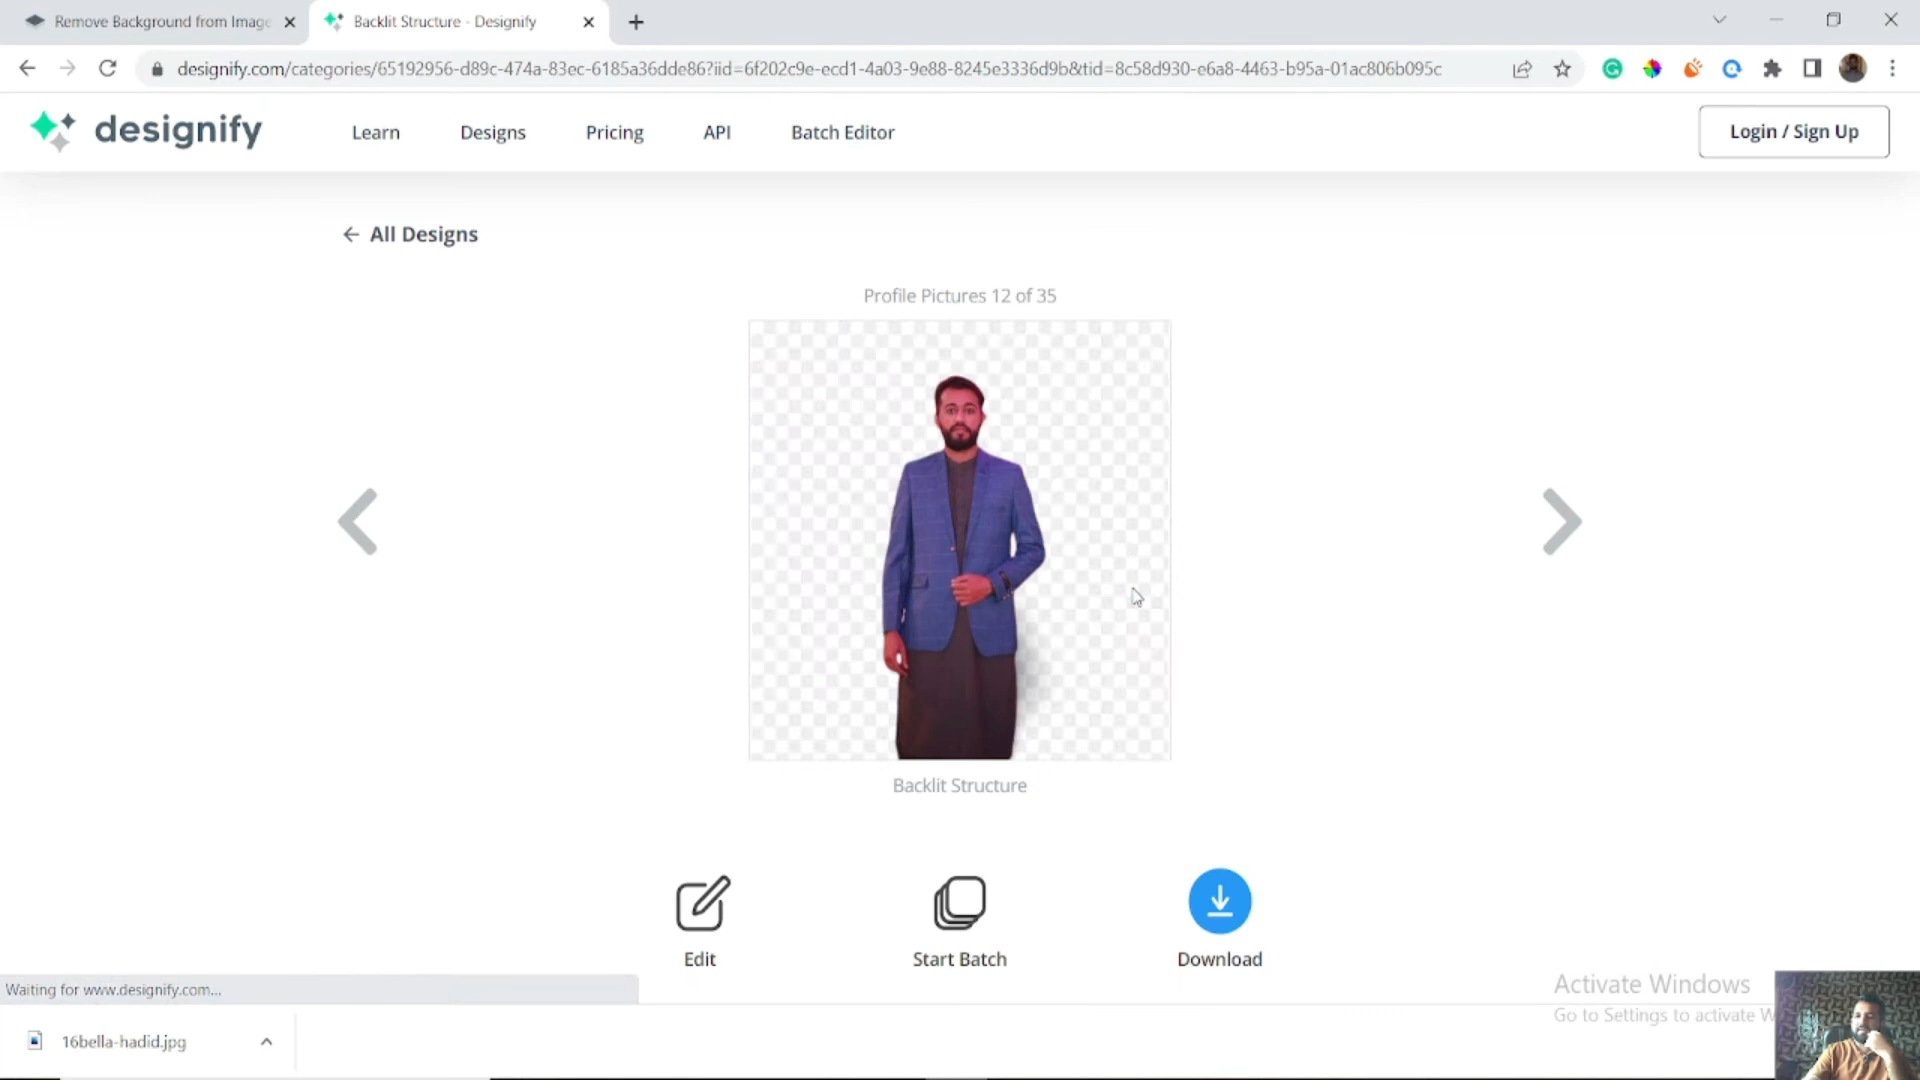 Remove Background from Image
Backlit Structure - Designify
designify.com/categories/65192956-d89c-474a-83ec-6185a36dde86?iid=6f202c9e-ecd1-4a03-9e88-8245e3336d9b&tid=8c58d930-e6a8-4463-b95a-01ac806b095c
designify
Learn
Designs
Pricing
API
Batch Editor
Login / Sign Up
← All Designs
Profile Pictures 12 of 35
Backlit Structure
Edit
Start Batch
Download
Waiting for www.designify.com...
Activate Windows
Go to Settings to activate W
16bella-hadid.jpg